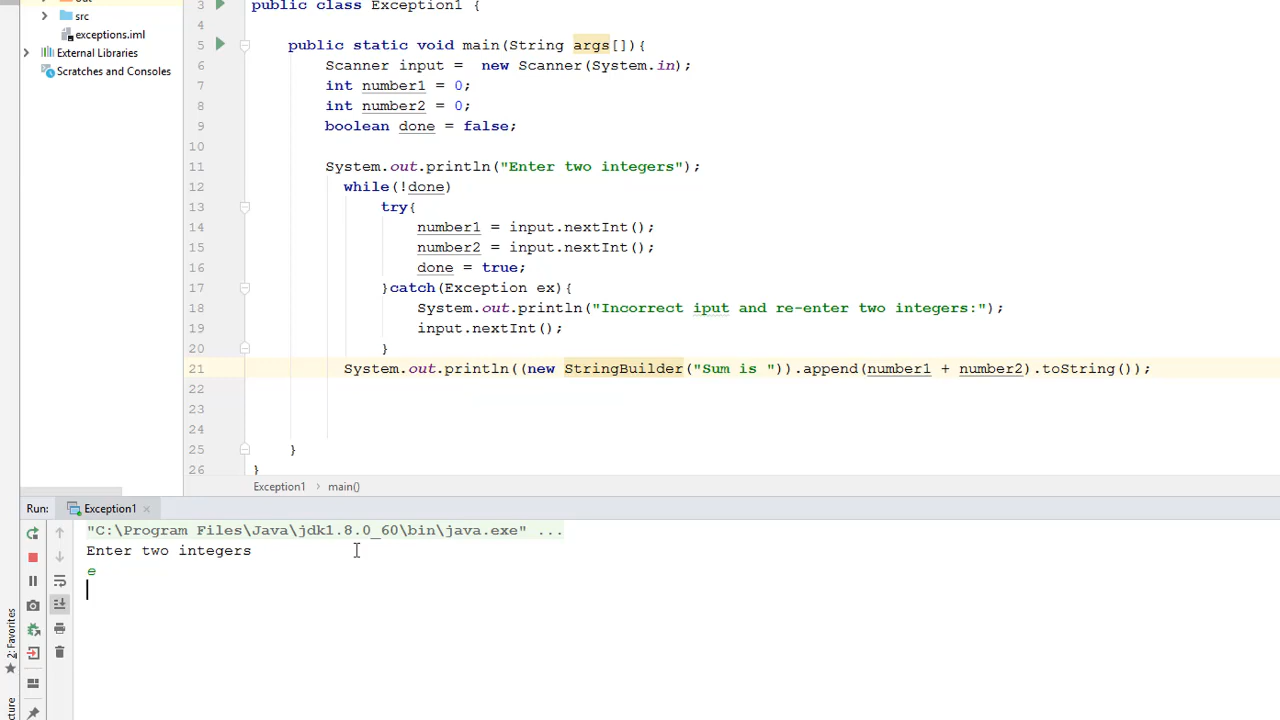 out
src
exceptions.iml
External Libraries
Scratches and Consoles
3 public class Exception1 {
4
5 public static void main(String args[]){
6 Scanner input =  new Scanner(System.in);
7 int number1 = 0;
8 int number2 = 0;
9 boolean done = false;
10
11 System.out.println("Enter two integers");
12 while(!done)
13 try{
14 number1 = input.nextInt();
15 number2 = input.nextInt();
16 done = true;
17 }catch(Exception ex){
18 System.out.println("Incorrect iput and re-enter two integers:");
19 input.nextInt();
20 }
21 System.out.println((new StringBuilder("Sum is ")).append(number1 + number2).toString());
22
23
24
25 }
26 }
Exception1 › main()
Run: Exception1 ×
"C:\Program Files\Java\jdk1.8.0_60\bin\java.exe" ...
Enter two integers
e
2: Favorites